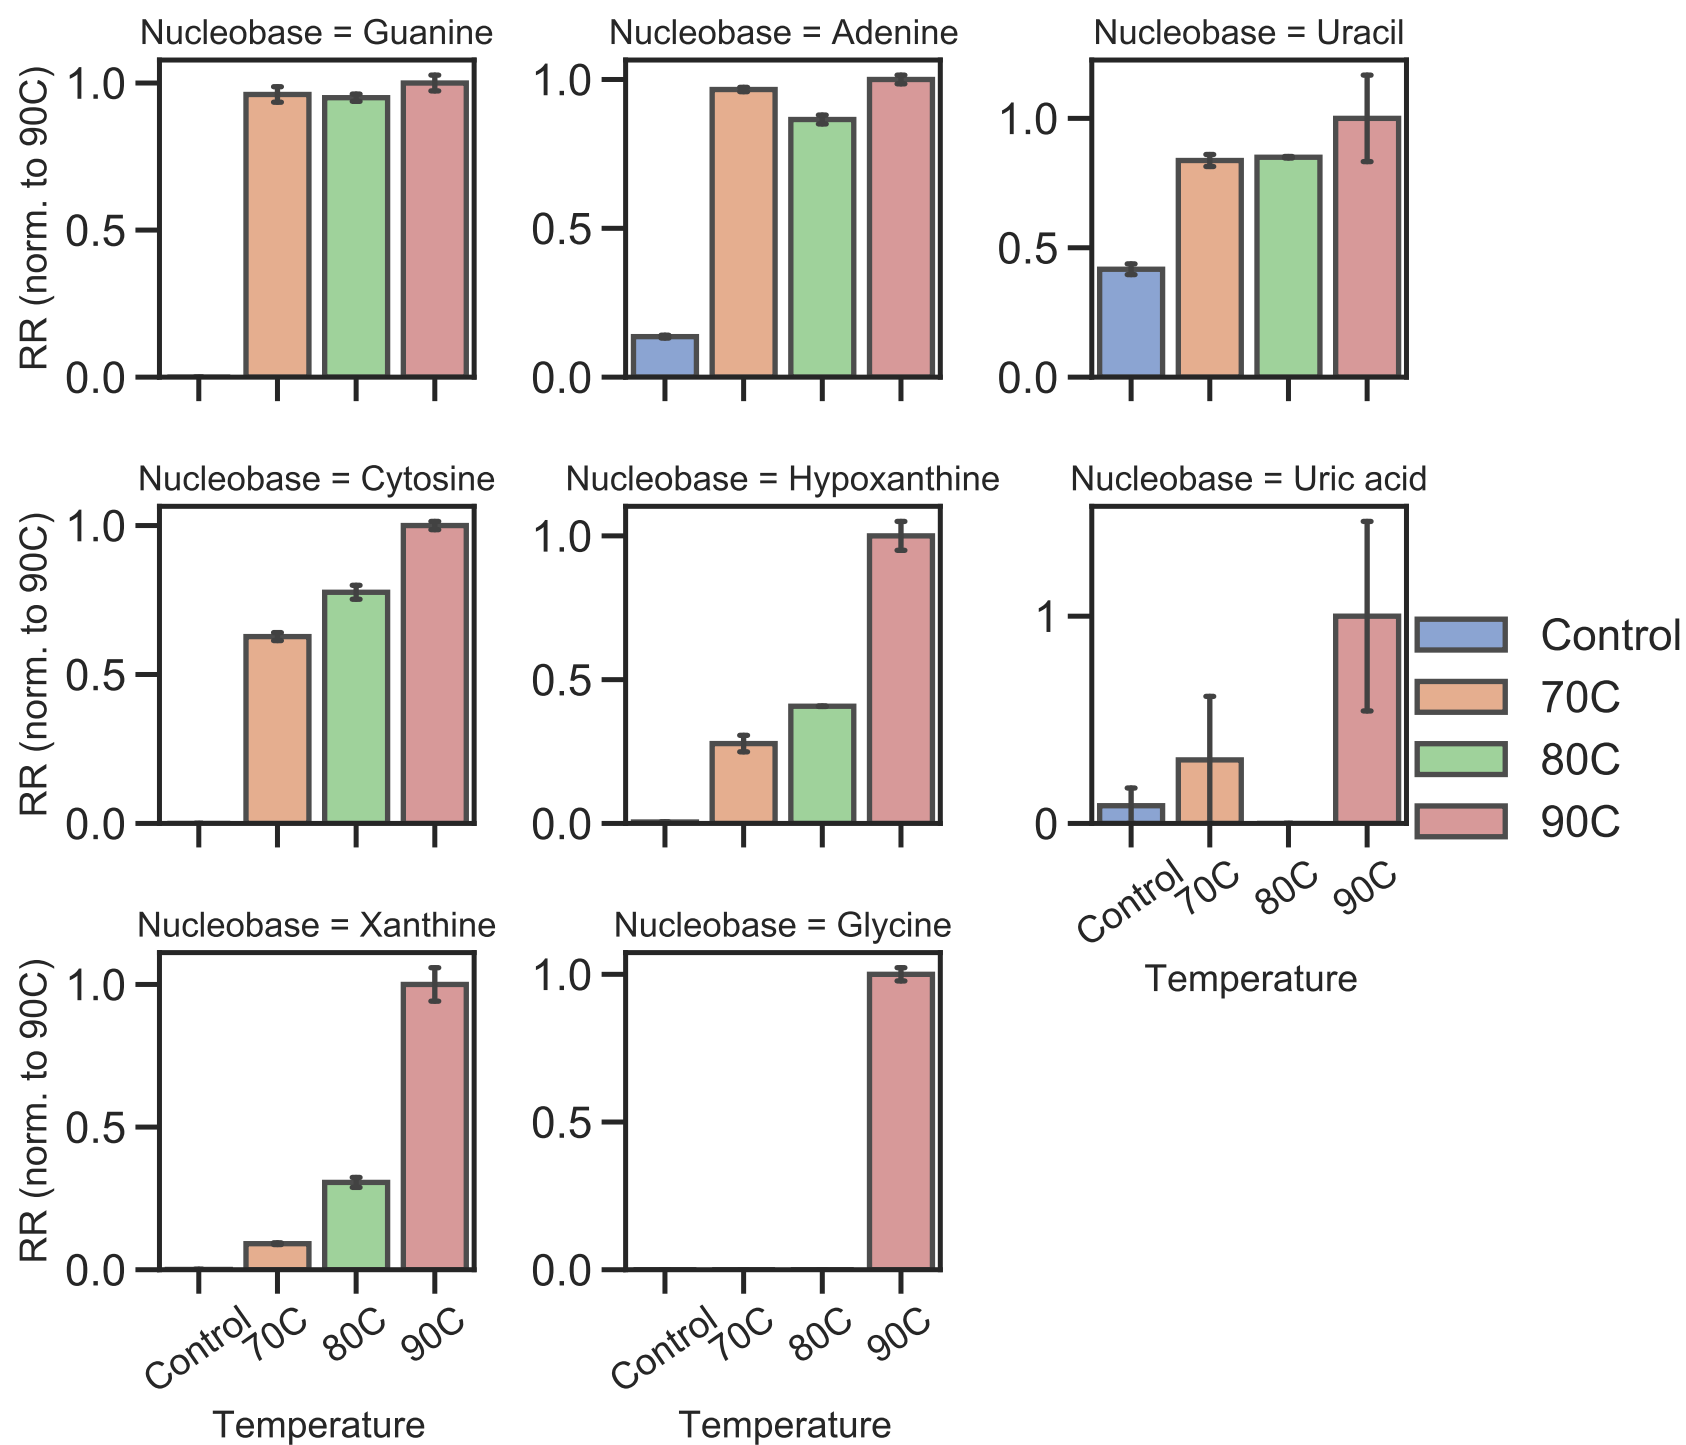 Nucleobase = Guanine
RR (norm. to 90C)
1.0
0.5
0.0
Nucleobase = Adenine
1.0
0.5
0.0
Nucleobase = Uracil
1.0
0.5
0.0
Nucleobase = Cytosine
RR (norm. to 90C)
1.0
0.5
0.0
Nucleobase = Hypoxanthine
1.0
0.5
0.0
Nucleobase = Uric acid
1
0
Control
70C
80C
90C
Temperature
Control
70C
80C
90C
Nucleobase = Xanthine
RR (norm. to 90C)
1.0
0.5
0.0
Control
70C
80C
90C
Temperature
Nucleobase = Glycine
1.0
0.5
0.0
Control
70C
80C
90C
Temperature